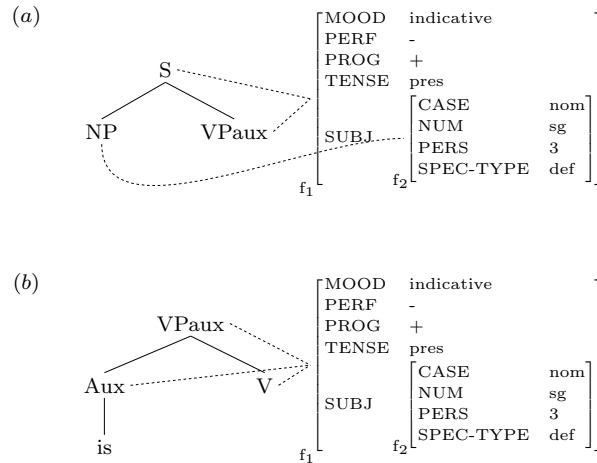 (a)
MOOD indicative
PERF -
PROG +
TENSE pres
S
CASE nom
NP VPaux SUBJ NUM sg
PERS 3
SPEC-TYPE def
f1 f2
(b)
MOOD indicative
PERF -
VPaux PROG +
TENSE pres
CASE nom
Aux V SUBJ NUM sg
PERS 3
is SPEC-TYPE def
f1 f2